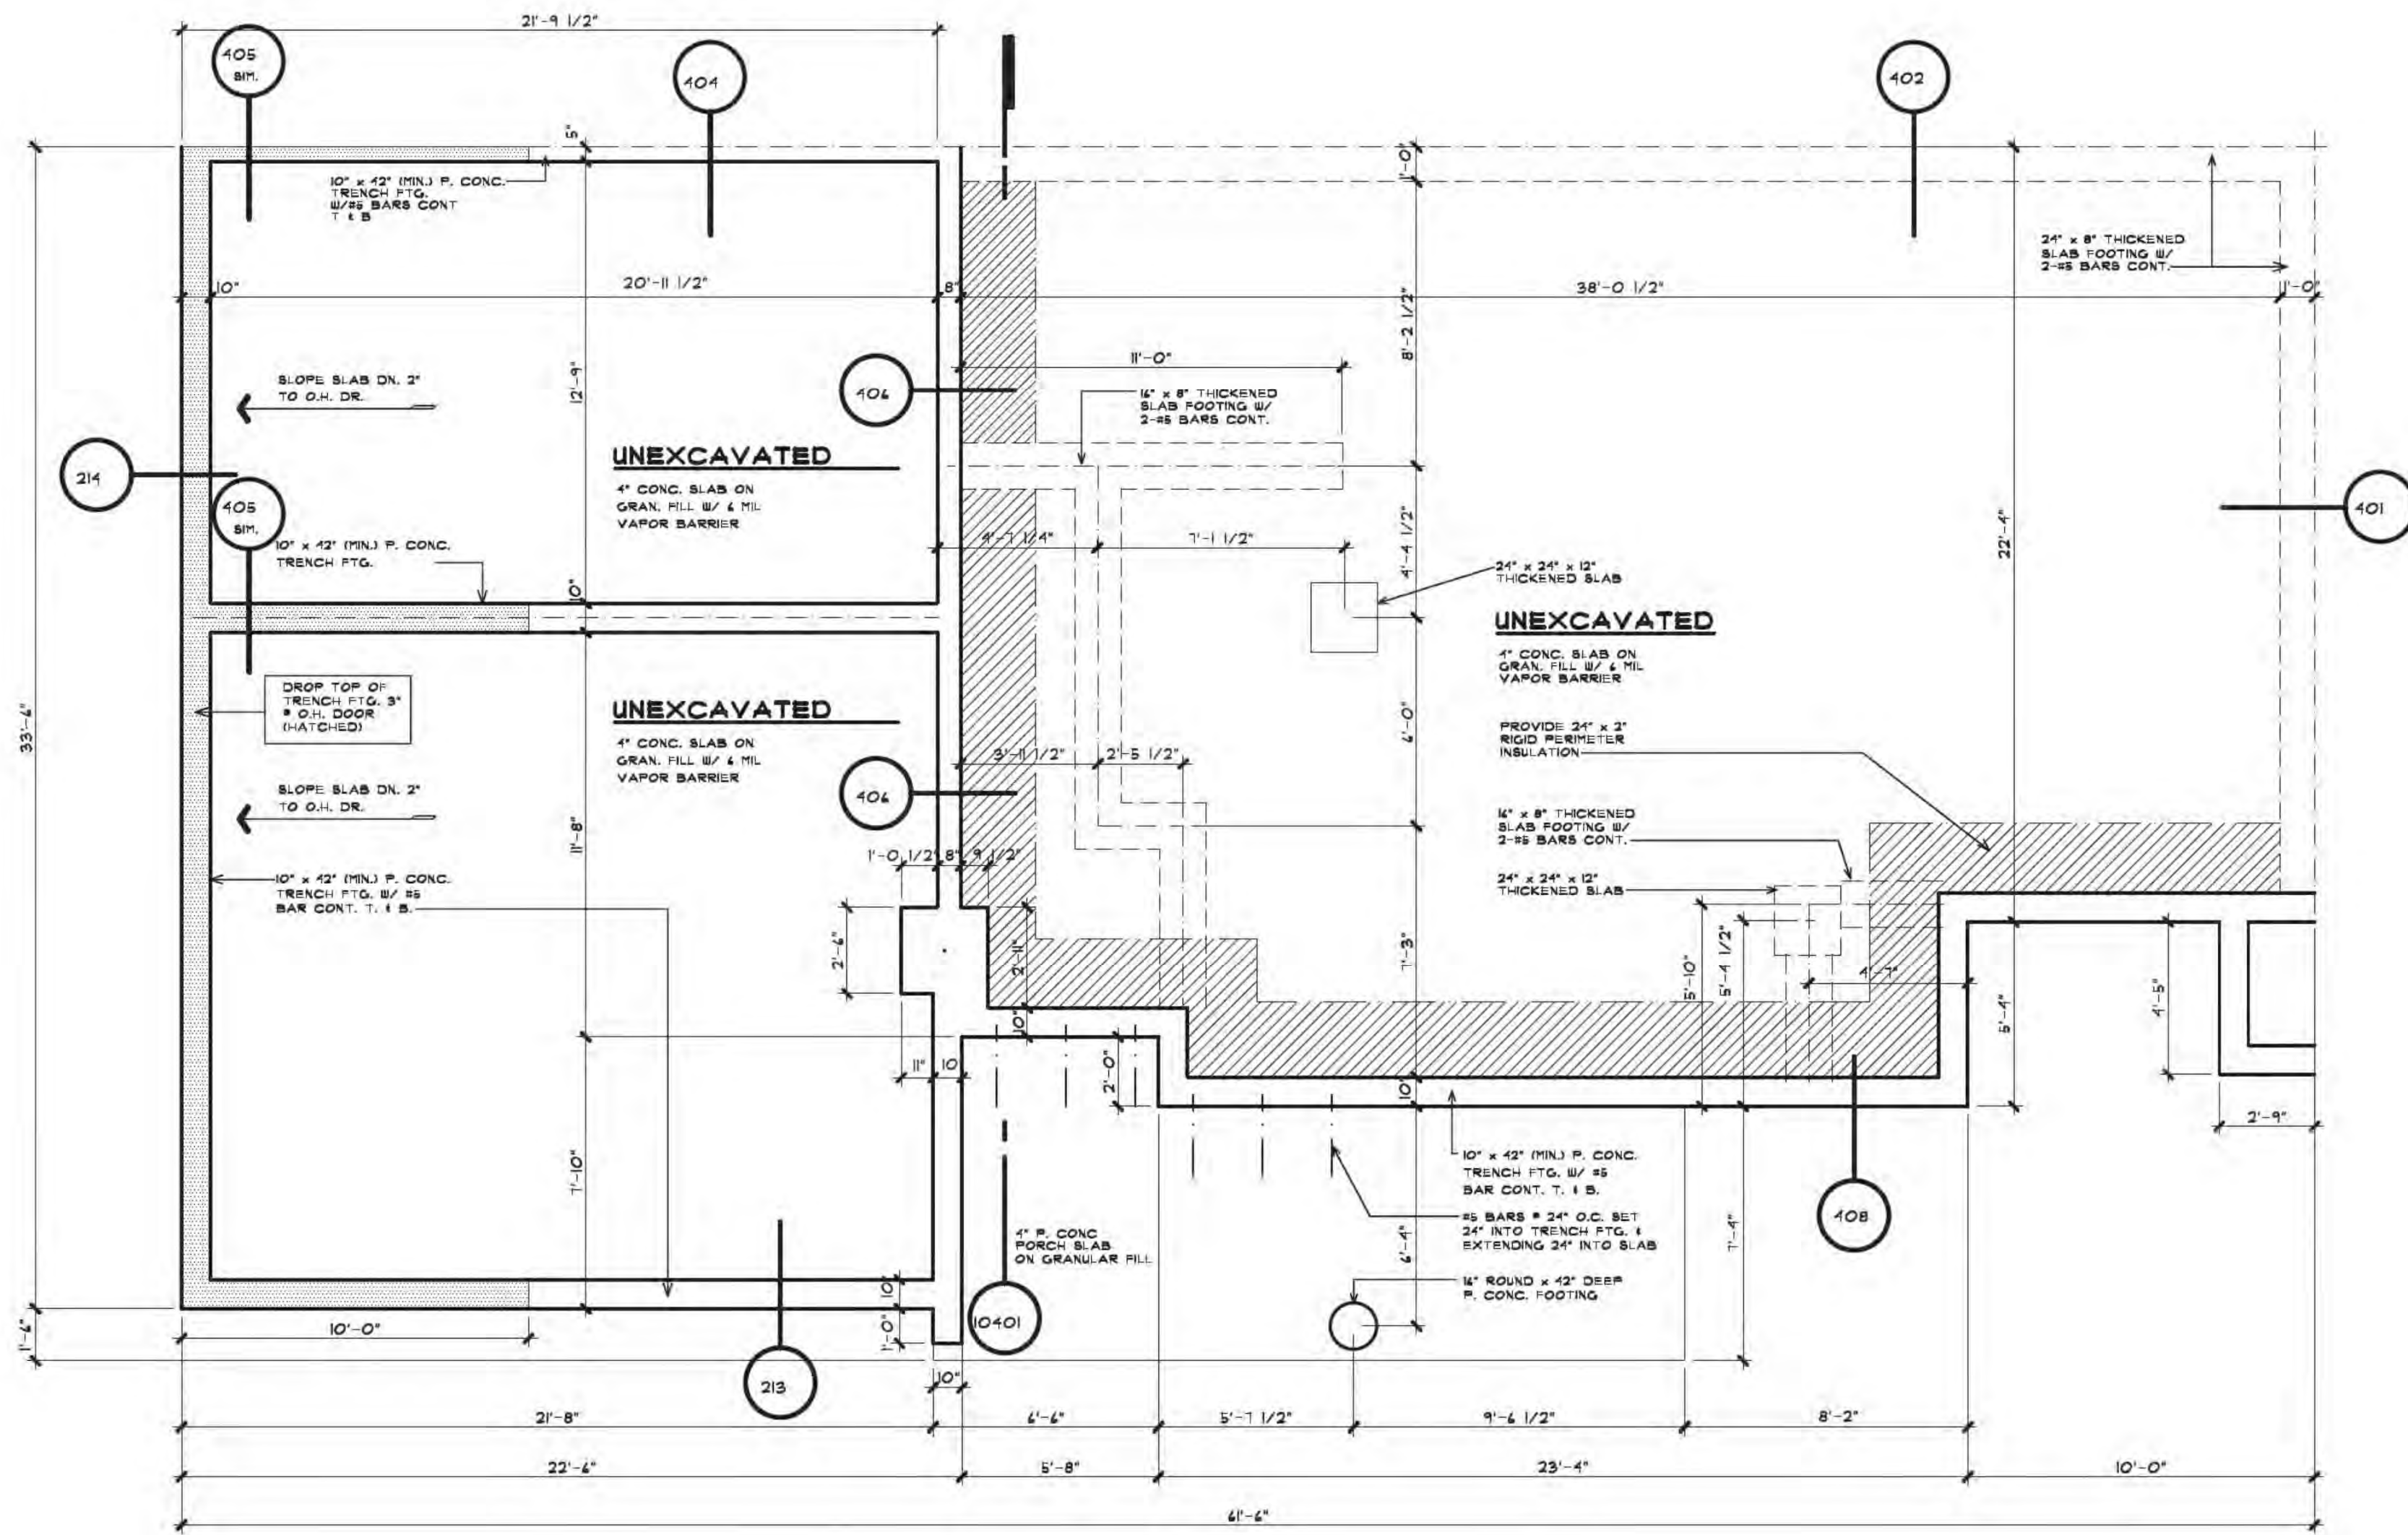 21'-9 1/2"
405
SIM.
404
402
5"
1'-0"
10" x 42" (MIN.) P. CONC.
TRENCH FTG.
W/#5 BARS CONT
T & B
24" x 8" THICKENED
SLAB FOOTING W/
2-#5 BARS CONT.
10"
20'-11 1/2"
8"
38'-0 1/2"
1'-0"
8'-2 1/2"
11'-0"
SLOPE SLAB DN. 2"
TO O.H. DR.
12'-9"
406
16" x 8" THICKENED
SLAB FOOTING W/
2-#5 BARS CONT.
UNEXCAVATED
4" CONC. SLAB ON
GRAN. FILL W/ 6 MIL
VAPOR BARRIER
214
405
SIM.
401
10" x 42" (MIN.) P. CONC.
TRENCH FTG.
4'-7 1/4"
7'-1 1/2"
4'-4 1/2"
22'-4"
10"
24" x 24" x 12"
THICKENED SLAB
UNEXCAVATED
4" CONC. SLAB ON
GRAN. FILL W/ 6 MIL
VAPOR BARRIER
DROP TOP OF
TRENCH FTG. 3"
@ O.H. DOOR
(HATCHED)
UNEXCAVATED
4" CONC. SLAB ON
GRAN. FILL W/ 6 MIL
VAPOR BARRIER
33'-6"
6'-0"
PROVIDE 24" x 2"
RIGID PERIMETER
INSULATION
3'-11 1/2"
2'-5 1/2"
SLOPE SLAB DN. 2"
TO O.H. DR.
406
11'-8"
16" x 8" THICKENED
SLAB FOOTING W/
2-#5 BARS CONT.
1'-0 1/2"
8"
9 1/2"
10" x 42" (MIN.) P. CONC.
TRENCH FTG. W/ #5
BAR CONT. T. & B.
24" x 24" x 12"
THICKENED SLAB
2'-6"
2'-11"
7'-3"
5'-10"
5'-4 1/2"
4'-7"
5'-4"
4'-5"
10"
11"
10
2'-0"
10"
2'-9"
7'-10"
10" x 42" (MIN.) P. CONC.
TRENCH FTG. W/ #5
BAR CONT. T. & B.
#5 BARS @ 24" O.C. SET
24" INTO TRENCH FTG. &
EXTENDING 24" INTO SLAB
408
4" P. CONC
PORCH SLAB
ON GRANULAR FILL
6'-4"
7'-4"
16" ROUND x 42" DEEP
P. CONC. FOOTING
10"
1'-0"
1'-6"
10'-0"
10401
213
10"
21'-8"
6'-6"
5'-7 1/2"
9'-6 1/2"
8'-2"
22'-6"
5'-8"
23'-4"
10'-0"
61'-6"